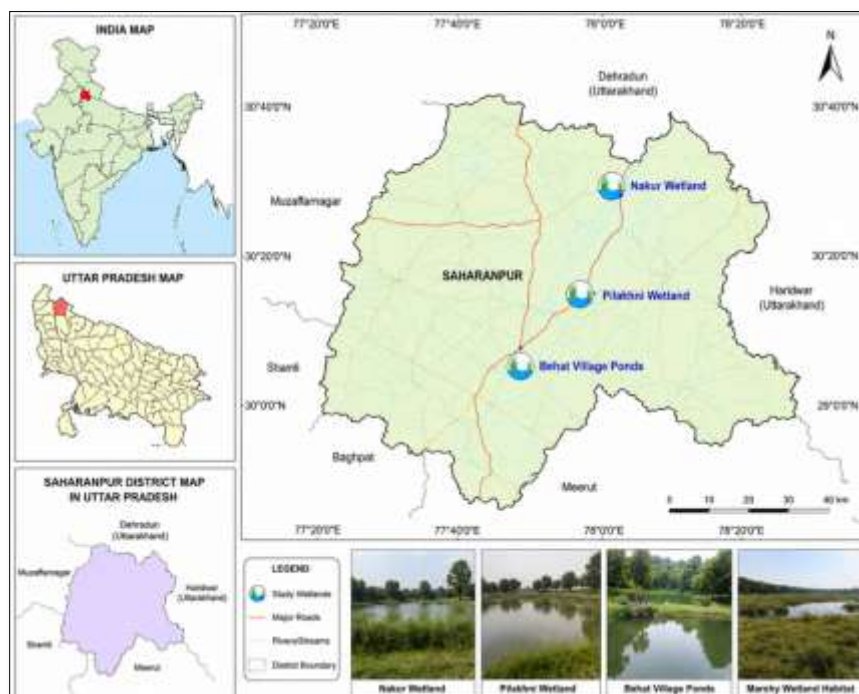 INDIA MAP
UTTAR PRADESH MAP
SAHARANPUR DISTRICT MAP
IN UTTAR PRADESH
Dehradun
(Uttarakhand)
Muzaffarnagar
Haridwar
(Uttarakhand)
Shamli
Meerut
77°20'0"E
77°40'0"E
78°0'0"E
78°20'0"E
N
Dehradun
(Uttarakhand)
30°40'0"N
30°40'0"N
Nakur Wetland
Muzaffarnagar
30°20'0"N
30°20'0"N
SAHARANPUR
Pilakhni Wetland
Haridwar
(Uttarakhand)
Shamli
Behat Village Ponds
30°0'0"N
29°0'0"N
Baghpat
Meerut
0 10 20 30 40 km
77°20'0"E
77°40'0"E
78°0'0"E
78°20'0"E
LEGEND
Study Wetlands
Major Roads
Rivers/Streams
District Boundary
Nakur Wetland
Pilakhni Wetland
Behat Village Ponds
Marshy Wetland Habitat